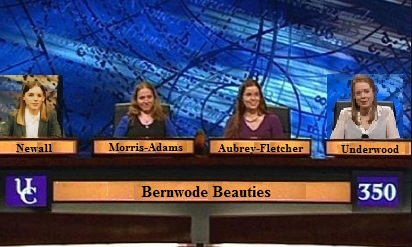 Newall
Morris-Adams
Aubrey-Fletcher
Underwood
UC
Bernwode Beauties
350